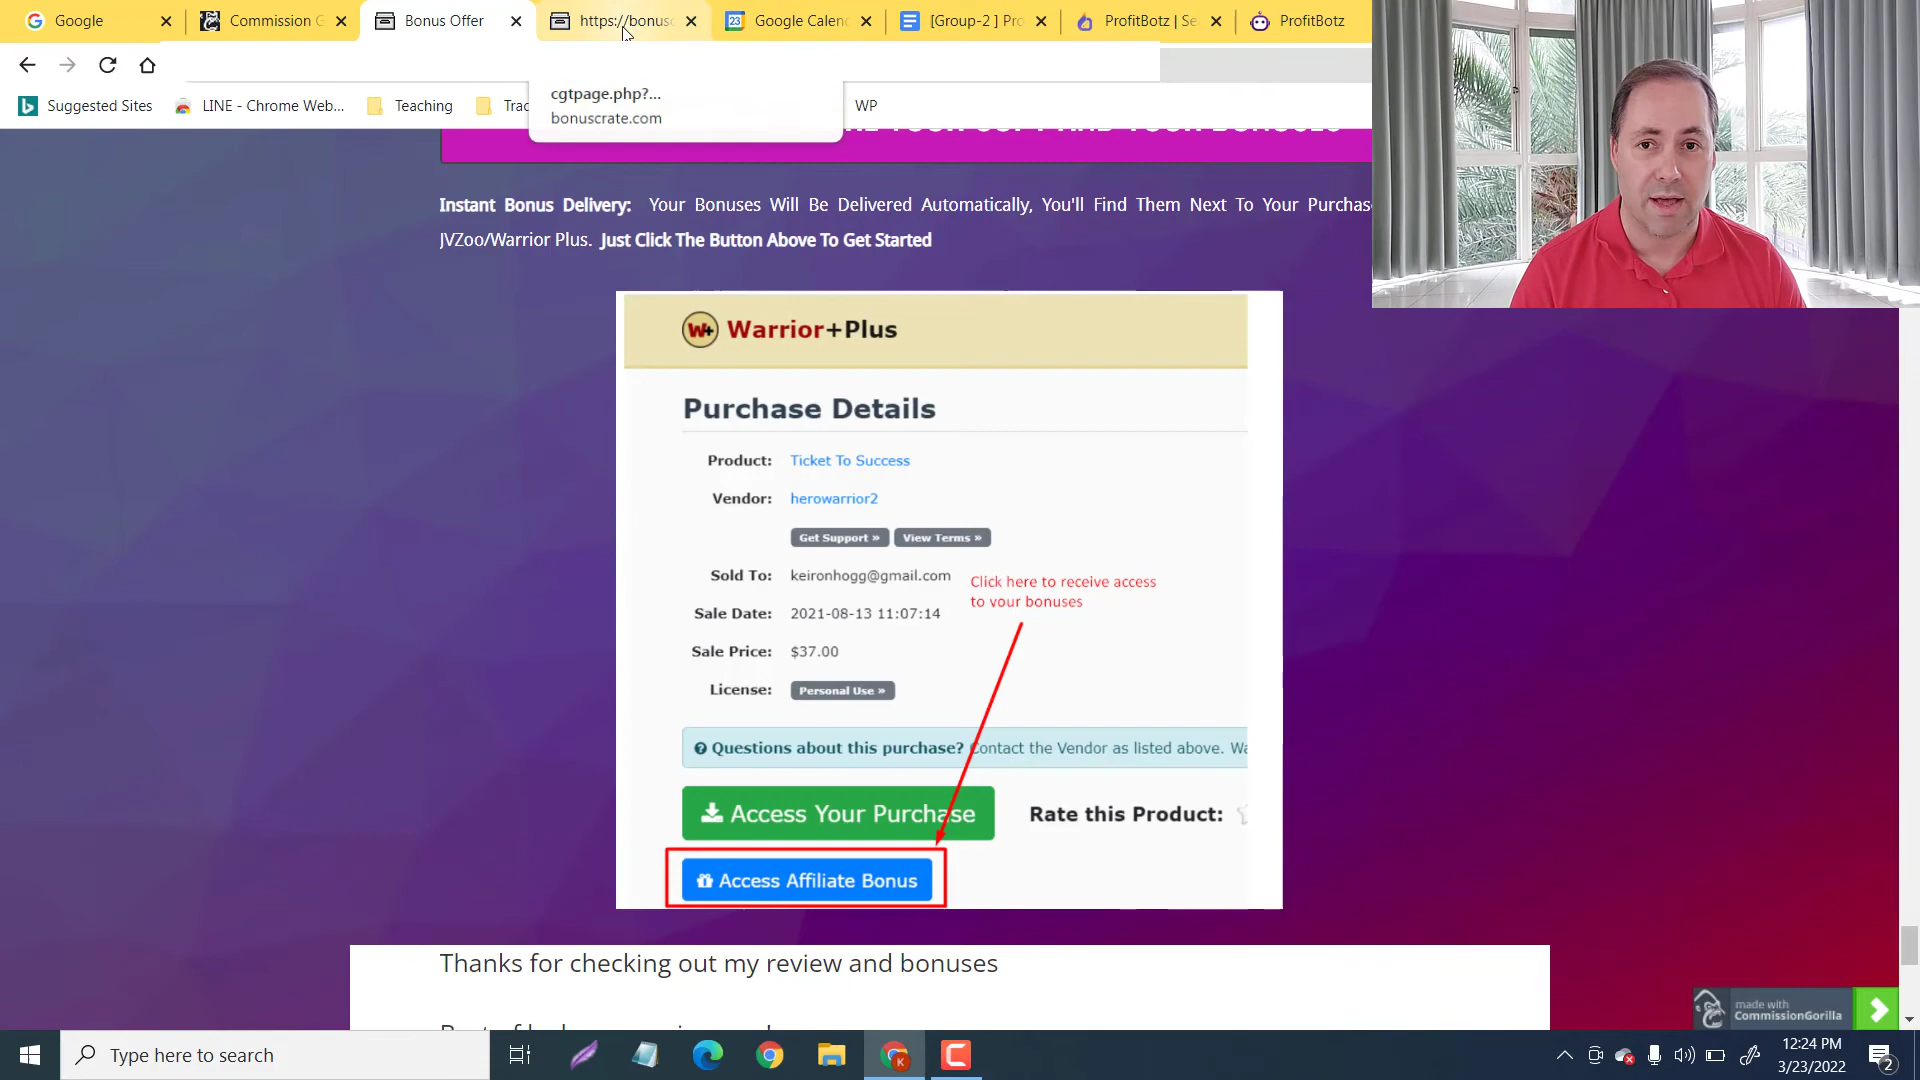 Google
Commission G
Bonus Offer
https://bonusc
23
Google Calen
[Group-2 ] Pro
ProfitBotz | Se
ProfitBotz
cgtpage.php?...
bonuscrate.com
Suggested Sites
LINE - Chrome Web...
Teaching
Trac
WP
Instant Bonus Delivery: Your Bonuses Will Be Delivered Automatically, You'll Find Them Next To Your Purchase
JVZoo/Warrior Plus. Just Click The Button Above To Get Started
W+ Warrior+Plus
Purchase Details
Product: Ticket To Success
Vendor: herowarrior2
Get Support » View Terms »
Sold To: keironhogg@gmail.com
Click here to receive access
to your bonuses
Sale Date: 2021-08-13 11:07:14
Sale Price: $37.00
License: Personal Use »
Questions about this purchase? Contact the Vendor as listed above. Wa
Access Your Purchase
Rate this Product:
Access Affiliate Bonus
Thanks for checking out my review and bonuses
made with
CommissionGorilla
Type here to search
K
12:24 PM
3/23/2022
2